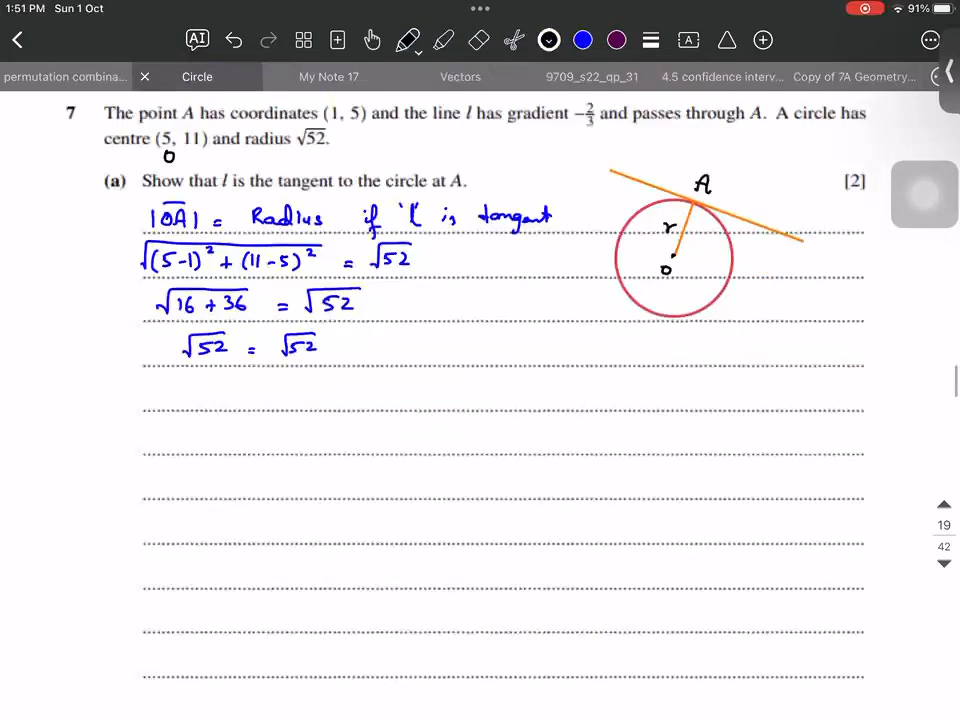 1:51 PM Sun 1 Oct
91%
AI
A
permutation combina...
Circle
My Note 17
Vectors
9709_s22_qp_31
4.5 confidence interv...
Copy of 7A Geometry...
7 The point A has coordinates (1, 5) and the line l has gradient −2/3 and passes through A. A circle has
centre (5, 11) and radius √52.
O
(a) Show that l is the tangent to the circle at A. [2]
A
|OA| = Radius if 'l' is tangent
r
√(5-1)² + (11-5)² = √52
O
√16 + 36 = √52
√52 = √52
19
42